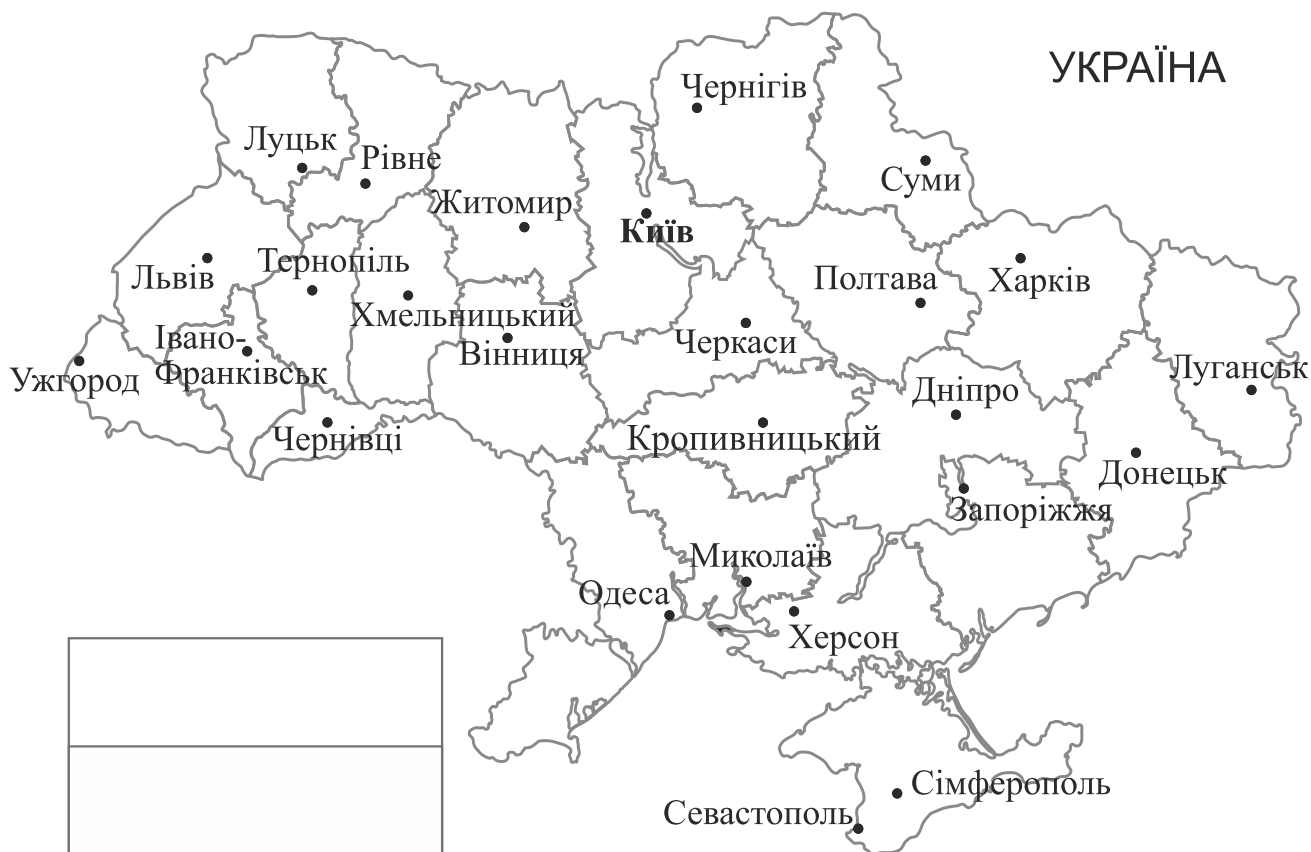 УКРАЇНА
Чернігів
Луцьк
Рівне
Суми
Житомир
Київ
Львів
Тернопіль
Полтава
Харків
Хмельницький
Івано-
Франківськ
Вінниця
Черкаси
Ужгород
Луганськ
Дніпро
Чернівці
Кропивницький
Донецьк
Запоріжжя
Миколаїв
Одеса
Херсон
Сімферополь
Севастополь